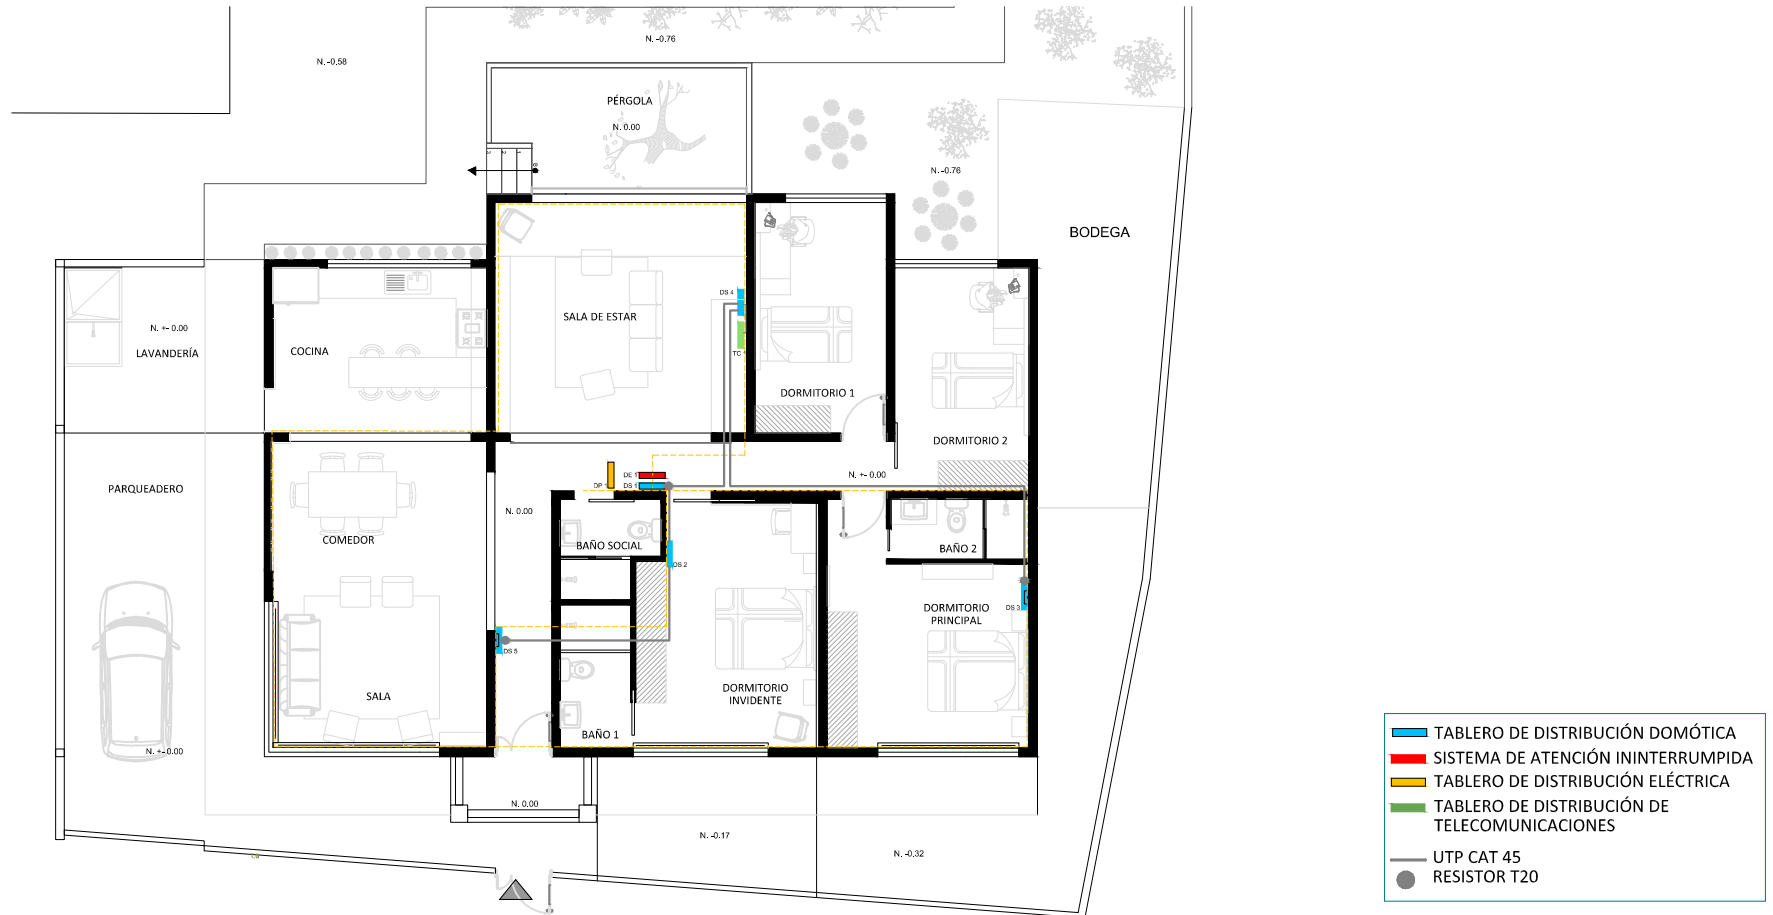 N. -0.76
N. -0.58
PÉRGOLA
N. 0.00
N. -0.76
BODEGA
DS 4
SALA DE ESTAR
N. +- 0.00
LAVANDERÍA
COCINA
TC
DORMITORIO 1
DORMITORIO 2
DE 1
N. +- 0.00
DP
DS 1
PARQUEADERO
N. 0.00
COMEDOR
BAÑO SOCIAL
BAÑO 2
DS 2
DORMITORIO
PRINCIPAL
DS 3
DS 5
SALA
DORMITORIO
INVIDENTE
BAÑO 1
N. +- 0.00
N. 0.00
N. -0.17
N. -0.32
TABLERO DE DISTRIBUCIÓN DOMÓTICA
SISTEMA DE ATENCIÓN ININTERRUMPIDA
TABLERO DE DISTRIBUCIÓN ELÉCTRICA
TABLERO DE DISTRIBUCIÓN DE
TELECOMUNICACIONES
UTP CAT 45
RESISTOR T20